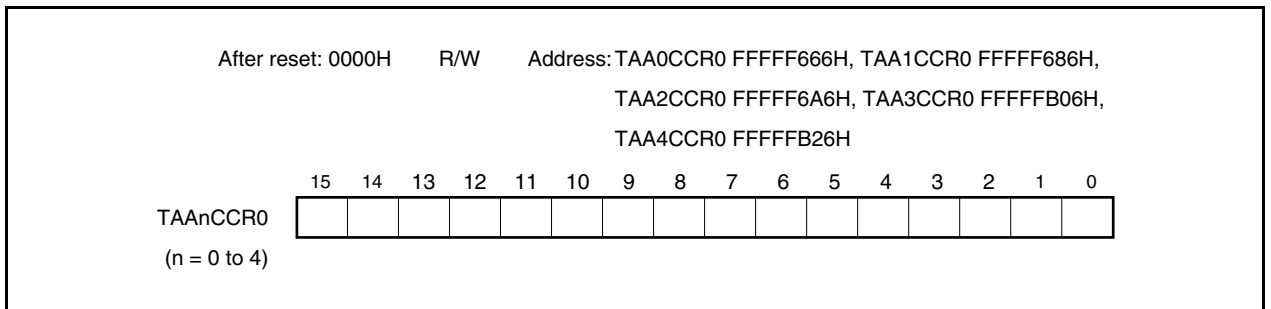 After reset: 0000H R/W Address: TAA0CCR0 FFFFF666H, TAA1CCR0 FFFFF686H,
TAA2CCR0 FFFFF6A6H, TAA3CCR0 FFFFFB06H,
TAA4CCR0 FFFFFB26H
15 14 13 12 11 10 9 8 7 6 5 4 3 2 1 0
TAAnCCR0
(n = 0 to 4)